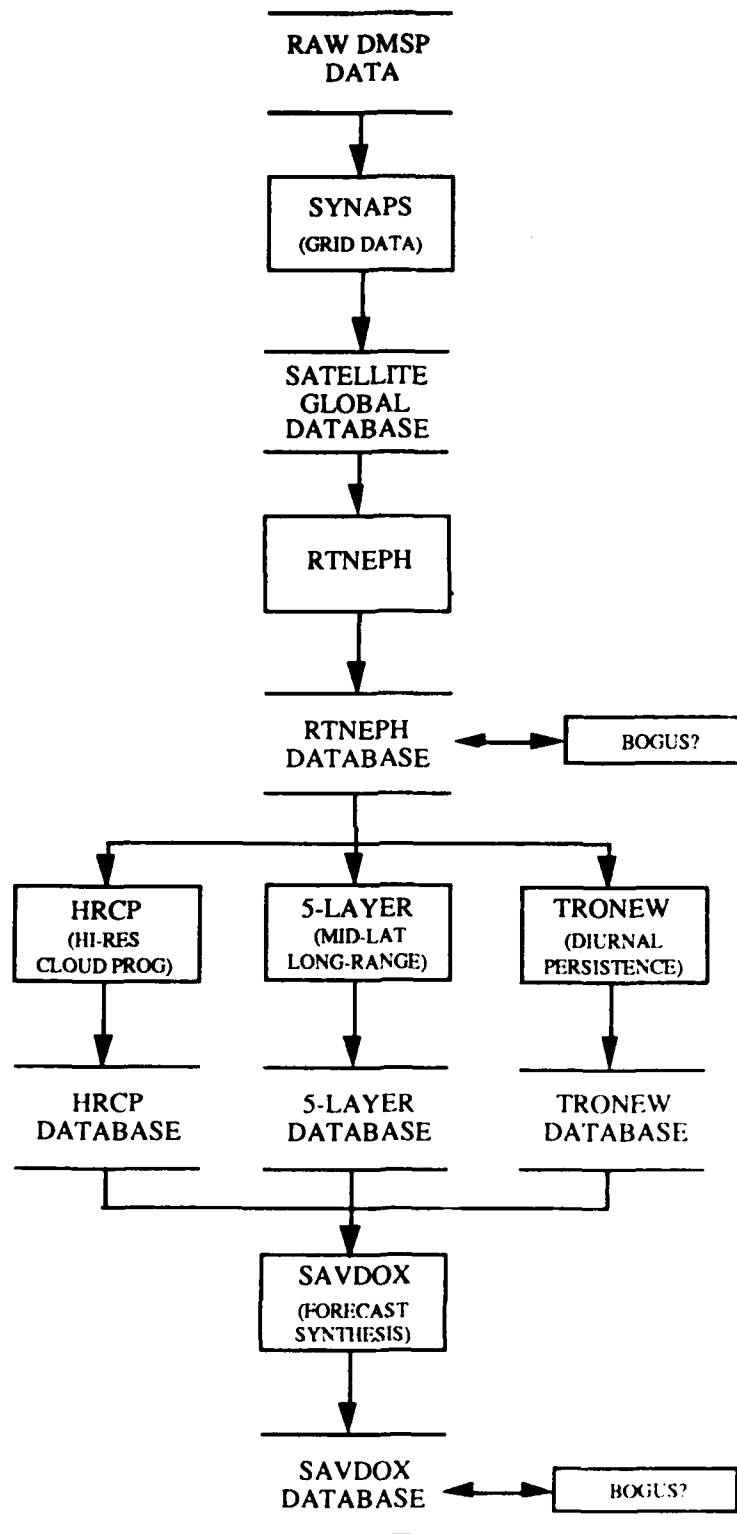 RAW DMSP
DATA
SYNAPS
(GRID DATA)
SATELLITE
GLOBAL
DATABASE
RTNEPH
RTNEPH
DATABASE
BOGUS?
HRCP
(HI-RES
CLOUD PROG)
5-LAYER
(MID-LAT
LONG-RANGE)
TRONEW
(DIURNAL
PERSISTENCE)
HRCP
DATABASE
5-LAYER
DATABASE
TRONEW
DATABASE
SAVDOX
(FORECAST
SYNTHESIS)
SAVDOX
DATABASE
BOGUS?